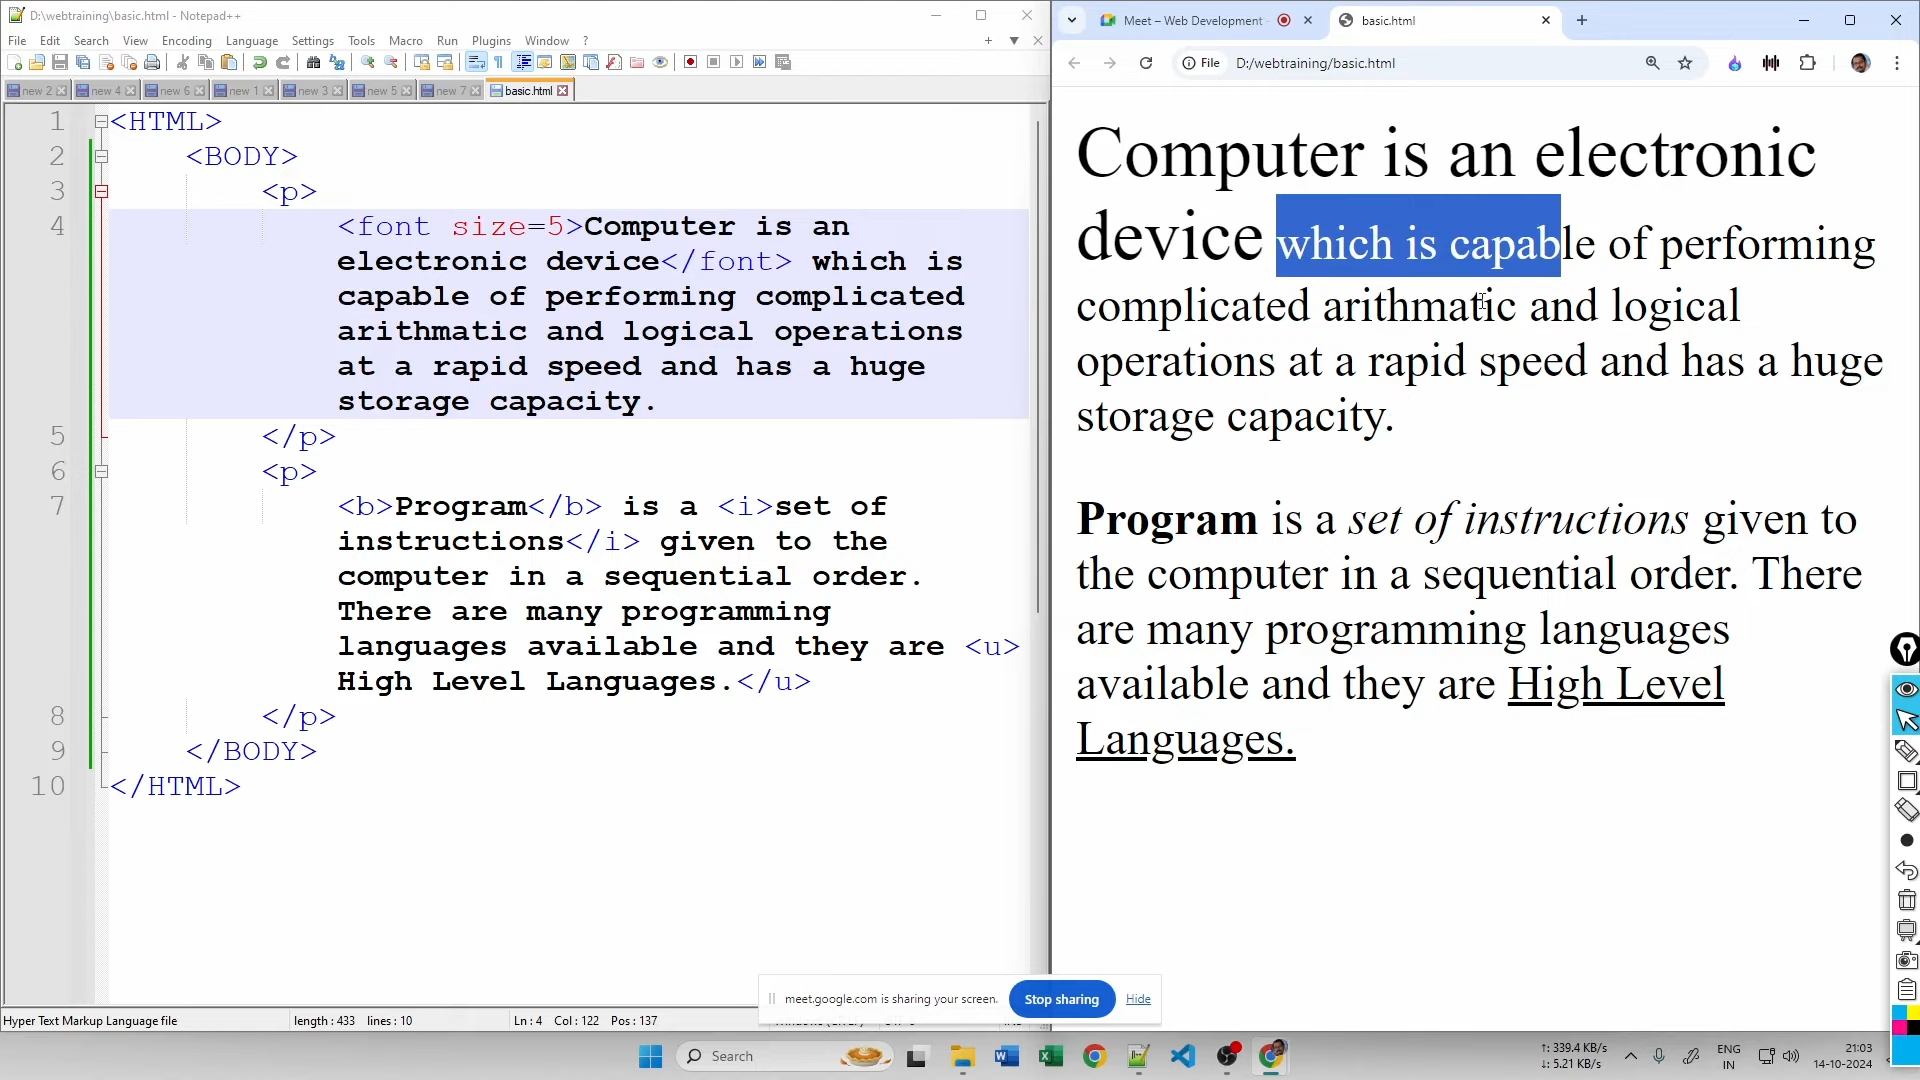 D:\webtraining\basic.html - Notepad++
File Edit Search View Encoding Language Settings Tools Macro Run Plugins Window ?
new 2 new 4 new 6 new 1 new 3 new 5 new 7 basic.html
1 <HTML>
2 <BODY>
3 <p>
4 <font size=5>Computer is an
electronic device</font> which is
capable of performing complicated
arithmatic and logical operations
at a rapid speed and has a huge
storage capacity.
5 </p>
6 <p>
7 <b>Program</b> is a <i>set of
instructions</i> given to the
computer in a sequential order.
There are many programming
languages available and they are <u>
High Level Languages.</u>
8 </p>
9 </BODY>
10 </HTML>
Hyper Text Markup Language file length : 433 lines : 10 Ln : 4 Col : 122 Pos : 137
Meet – Web Development basic.html
File D:/webtraining/basic.html
Computer is an electronic
device which is capable of performing
complicated arithmatic and logical
operations at a rapid speed and has a huge
storage capacity.
Program is a set of instructions given to
the computer in a sequential order. There
are many programming languages
available and they are High Level
Languages.
meet.google.com is sharing your screen. Stop sharing Hide
Search
↑: 339.4 KB/s
↓: 5.21 KB/s
ENG
IN
21:03
14-10-2024